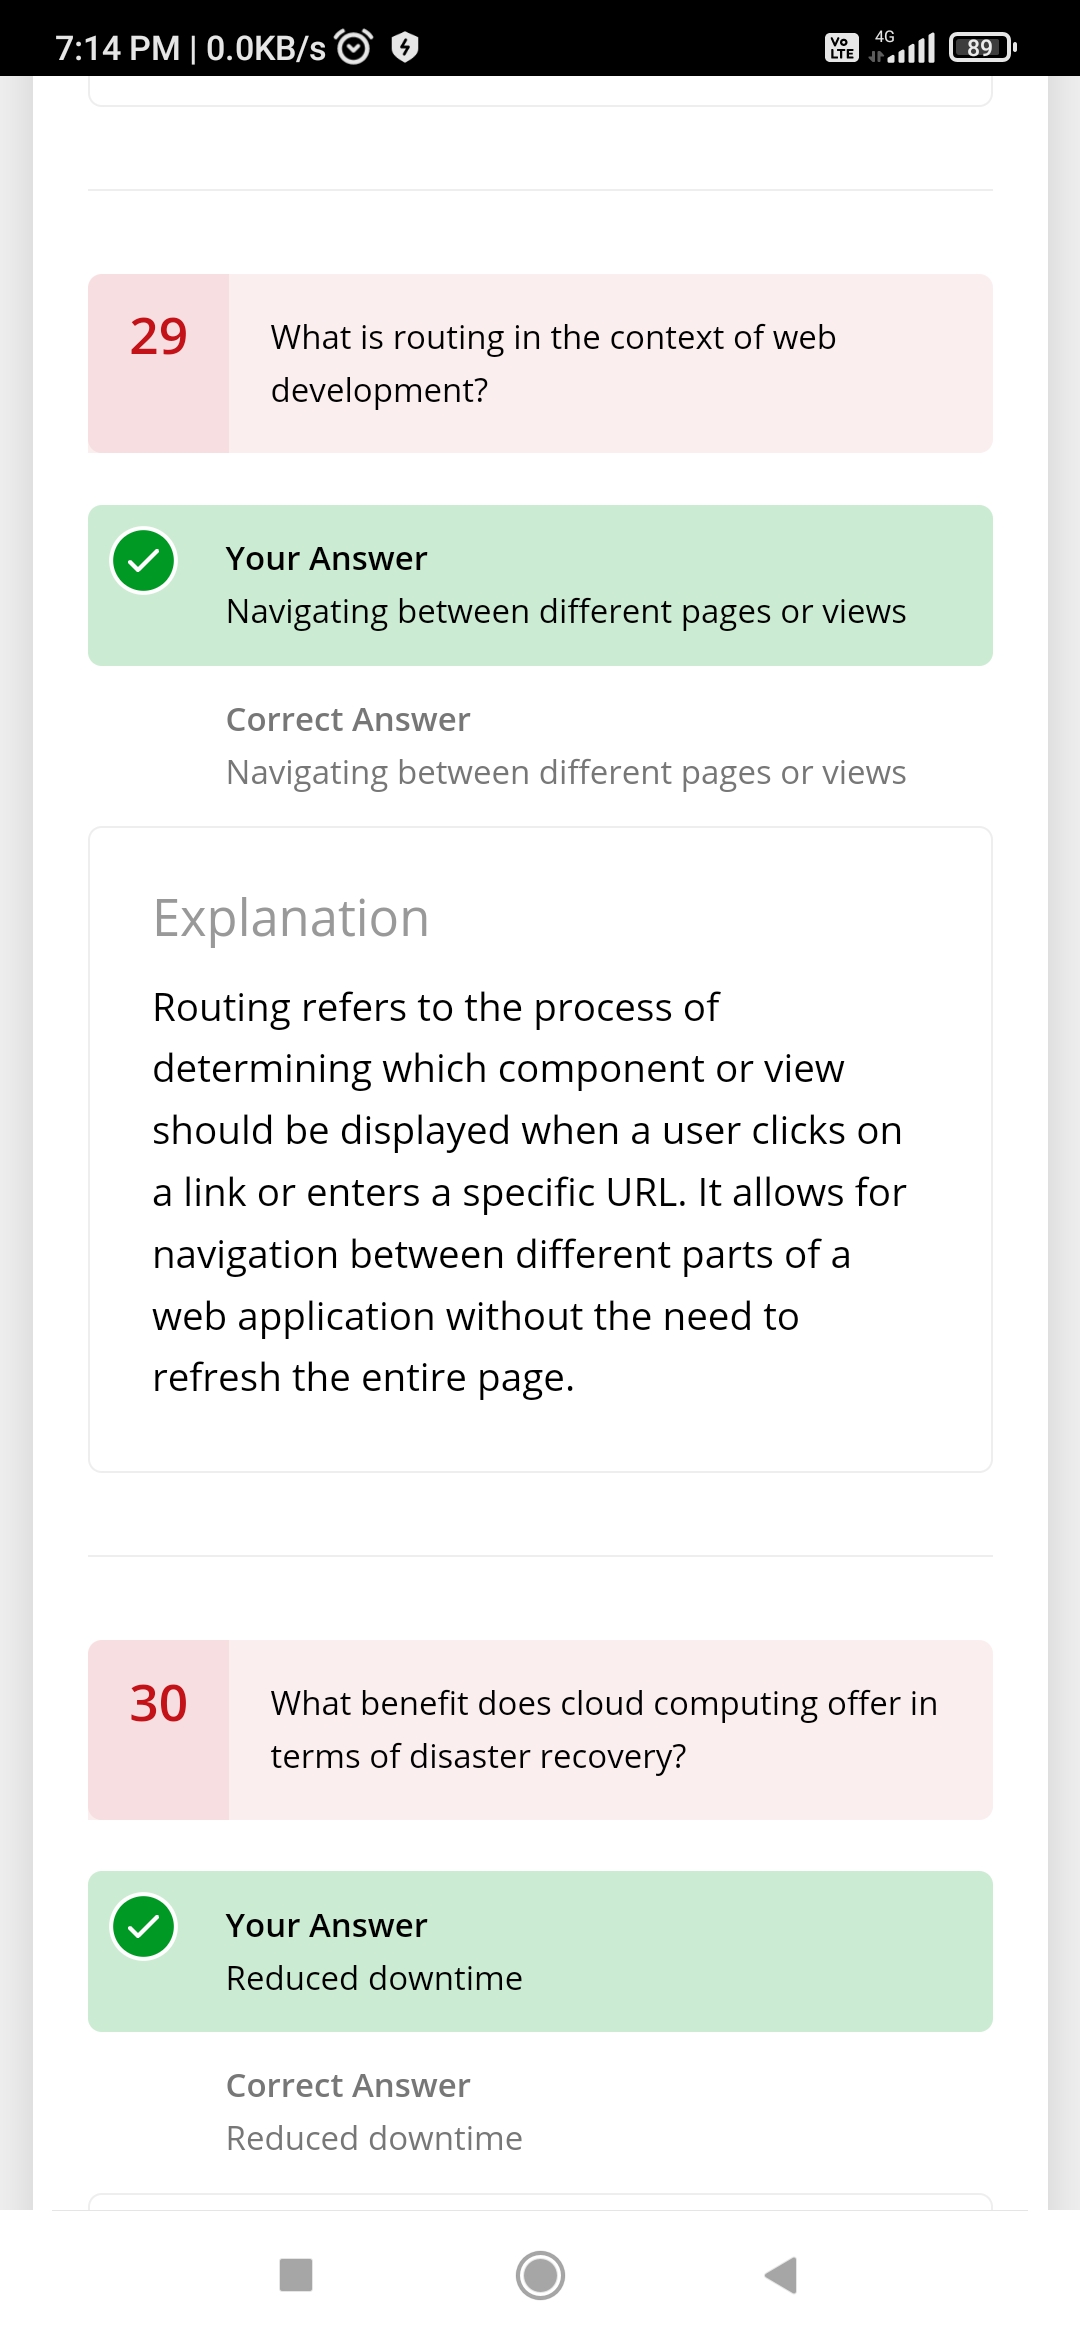 7:14 PM | 0.0KB/s
Vo LTE 4G 89
29
What is routing in the context of web
development?
Your Answer
Navigating between different pages or views
Correct Answer
Navigating between different pages or views
Explanation
Routing refers to the process of
determining which component or view
should be displayed when a user clicks on
a link or enters a specific URL. It allows for
navigation between different parts of a
web application without the need to
refresh the entire page.
30
What benefit does cloud computing offer in
terms of disaster recovery?
Your Answer
Reduced downtime
Correct Answer
Reduced downtime